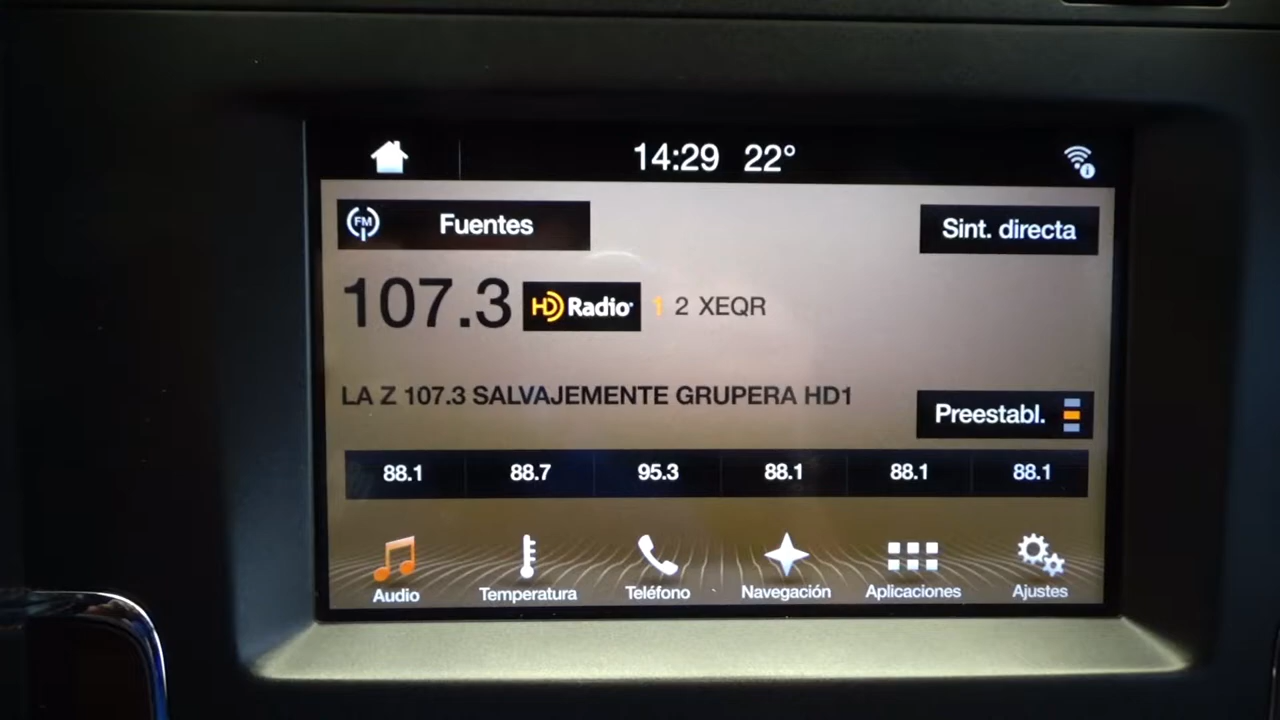 14:29 22°
FM Fuentes Sint. directa
107.3 HD Radio 1 2 XEQR
LA Z 107.3 SALVAJEMENTE GRUPERA HD1
Preestabl.
88.1 88.7 95.3 88.1 88.1 88.1
Audio Temperatura Teléfono Navegación Aplicaciones Ajustes